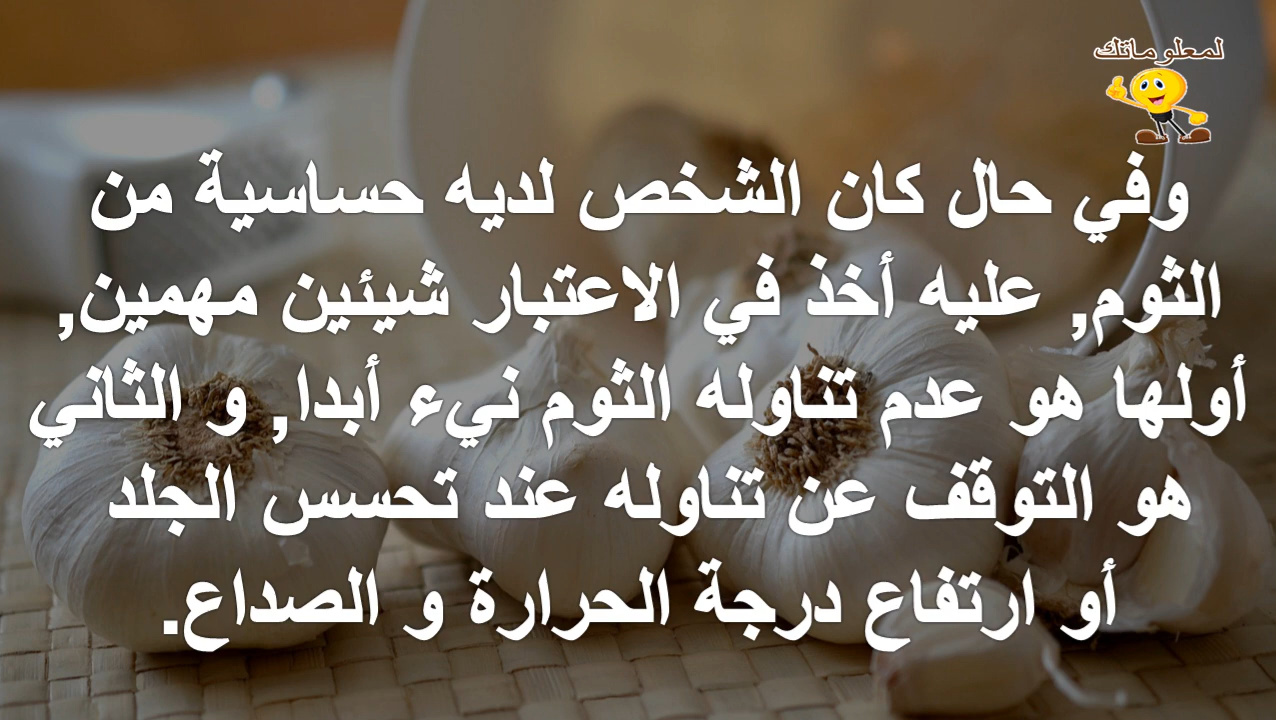 لمعلوماتك
وفي حال كان الشخص لديه حساسية من
الثوم, عليه أخذ في الاعتبار شيئين مهمين,
أولها هو عدم تناوله الثوم نيء أبدا, و الثاني
هو التوقف عن تناوله عند تحسس الجلد
أو ارتفاع درجة الحرارة و الصداع.